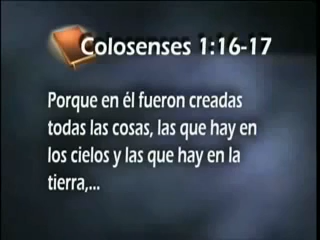 Colosenses 1:16-17
Porque en él fueron creadas
todas las cosas, las que hay en
los cielos y las que hay en la
tierra,...